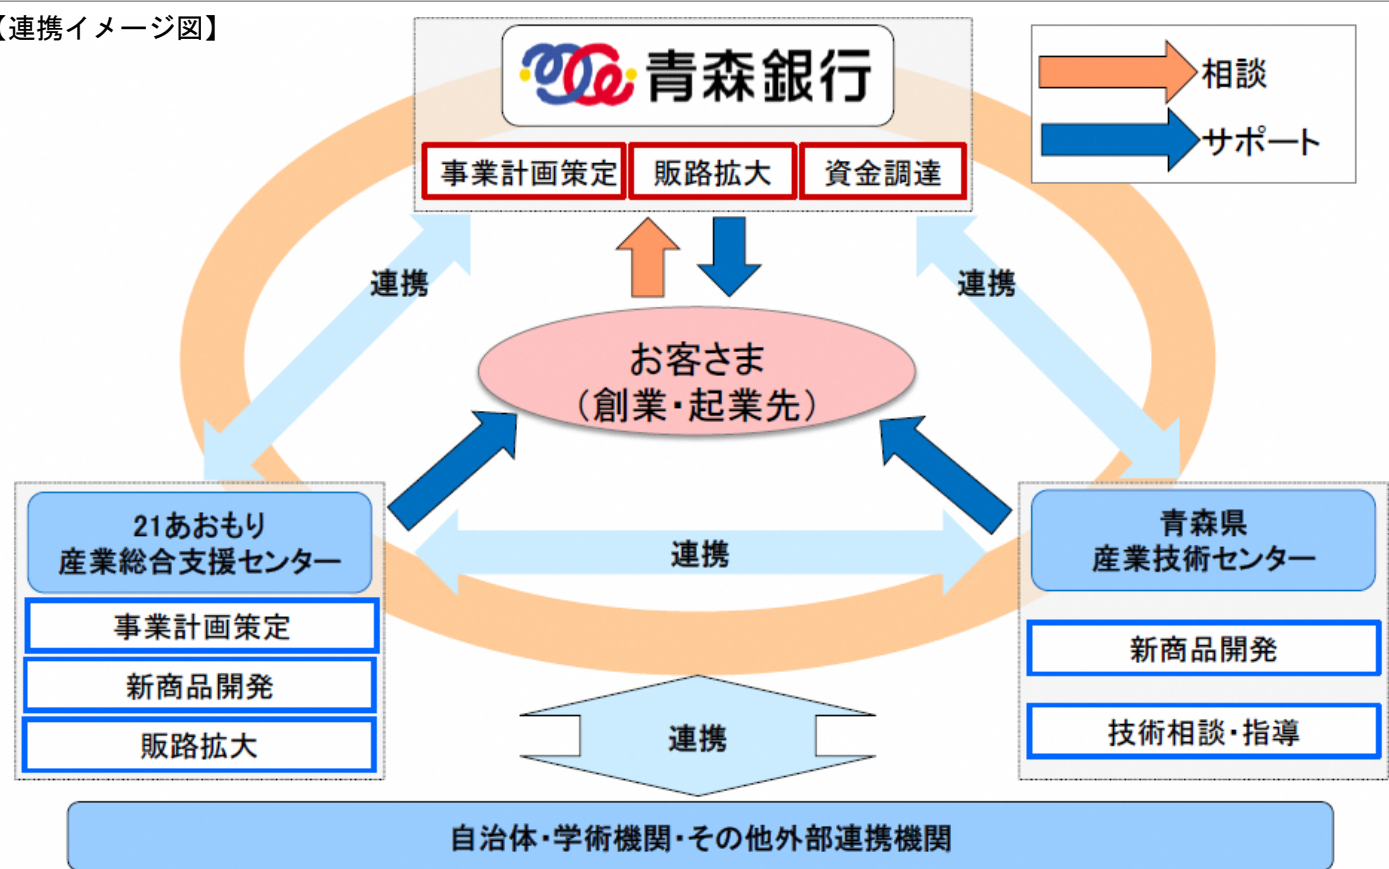 【連携イメージ図】
青森銀行
事業計画策定
販路拡大
資金調達
相談
サポート
連携
連携
お客さま
（創業・起業先）
21あおもり
産業総合支援センター
事業計画策定
新商品開発
販路拡大
連携
青森県
産業技術センター
新商品開発
技術相談・指導
連携
自治体・学術機関・その他外部連携機関